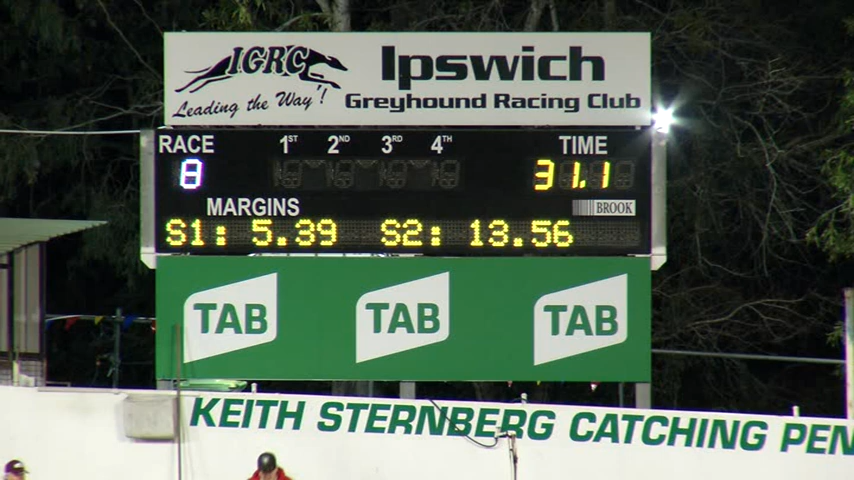 IGRC
Leading the Way!
Ipswich
Greyhound Racing Club
RACE 1ST 2ND 3RD 4TH TIME
8 31.1
MARGINS BROOK
S1: 5.39 S2: 13.56
TAB TAB TAB
KEITH STERNBERG CATCHING PEN